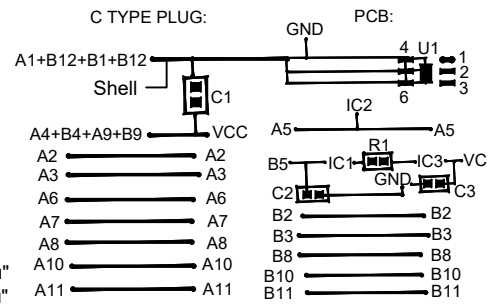 C TYPE PLUG:
PCB:
GND
A1+B12+B1+B12
4 U1 1
2
Shell
6 3
C1
IC2
A4+B4+A9+B9 VCC
A5 A5
A2 A2
R1
A3 A3
B5 IC1 IC3 VC
GND
A6 A6
C2 C3
A7 A7
B2 B2
A8 A8
B3 B3
B8 B8
A10 A10
B10 B10
A11 A11
B11 B11